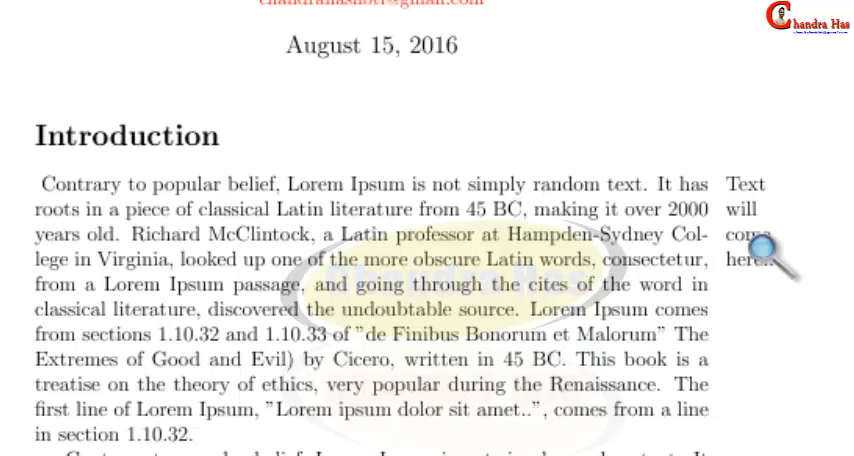 August 15, 2016
Chandra Has
Introduction
Contrary to popular belief, Lorem Ipsum is not simply random text. It has
roots in a piece of classical Latin literature from 45 BC, making it over 2000
years old. Richard McClintock, a Latin professor at Hampden-Sydney Col-
lege in Virginia, looked up one of the more obscure Latin words, consectetur,
from a Lorem Ipsum passage, and going through the cites of the word in
classical literature, discovered the undoubtable source. Lorem Ipsum comes
from sections 1.10.32 and 1.10.33 of "de Finibus Bonorum et Malorum" The
Extremes of Good and Evil) by Cicero, written in 45 BC. This book is a
treatise on the theory of ethics, very popular during the Renaissance. The
first line of Lorem Ipsum, "Lorem ipsum dolor sit amet..", comes from a line
in section 1.10.32.
Text
will
come
here..
Chandra Has